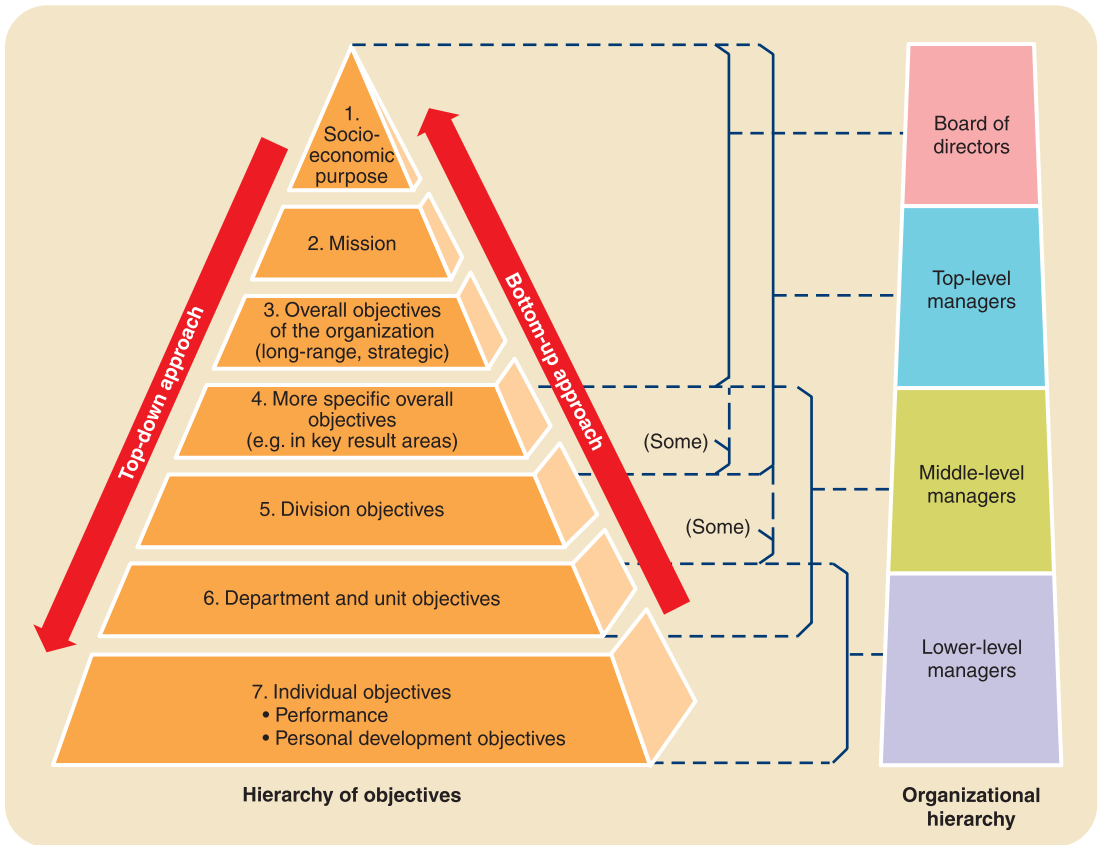 1.
Socio-
economic
purpose
2. Mission
3. Overall objectives
of the organization
(long-range, strategic)
4. More specific overall
objectives
(e.g. in key result areas)
5. Division objectives
6. Department and unit objectives
7. Individual objectives
• Performance
• Personal development objectives
Top-down approach
Bottom-up approach
(Some)
(Some)
Board of
directors
Top-level
managers
Middle-level
managers
Lower-level
managers
Hierarchy of objectives
Organizational
hierarchy